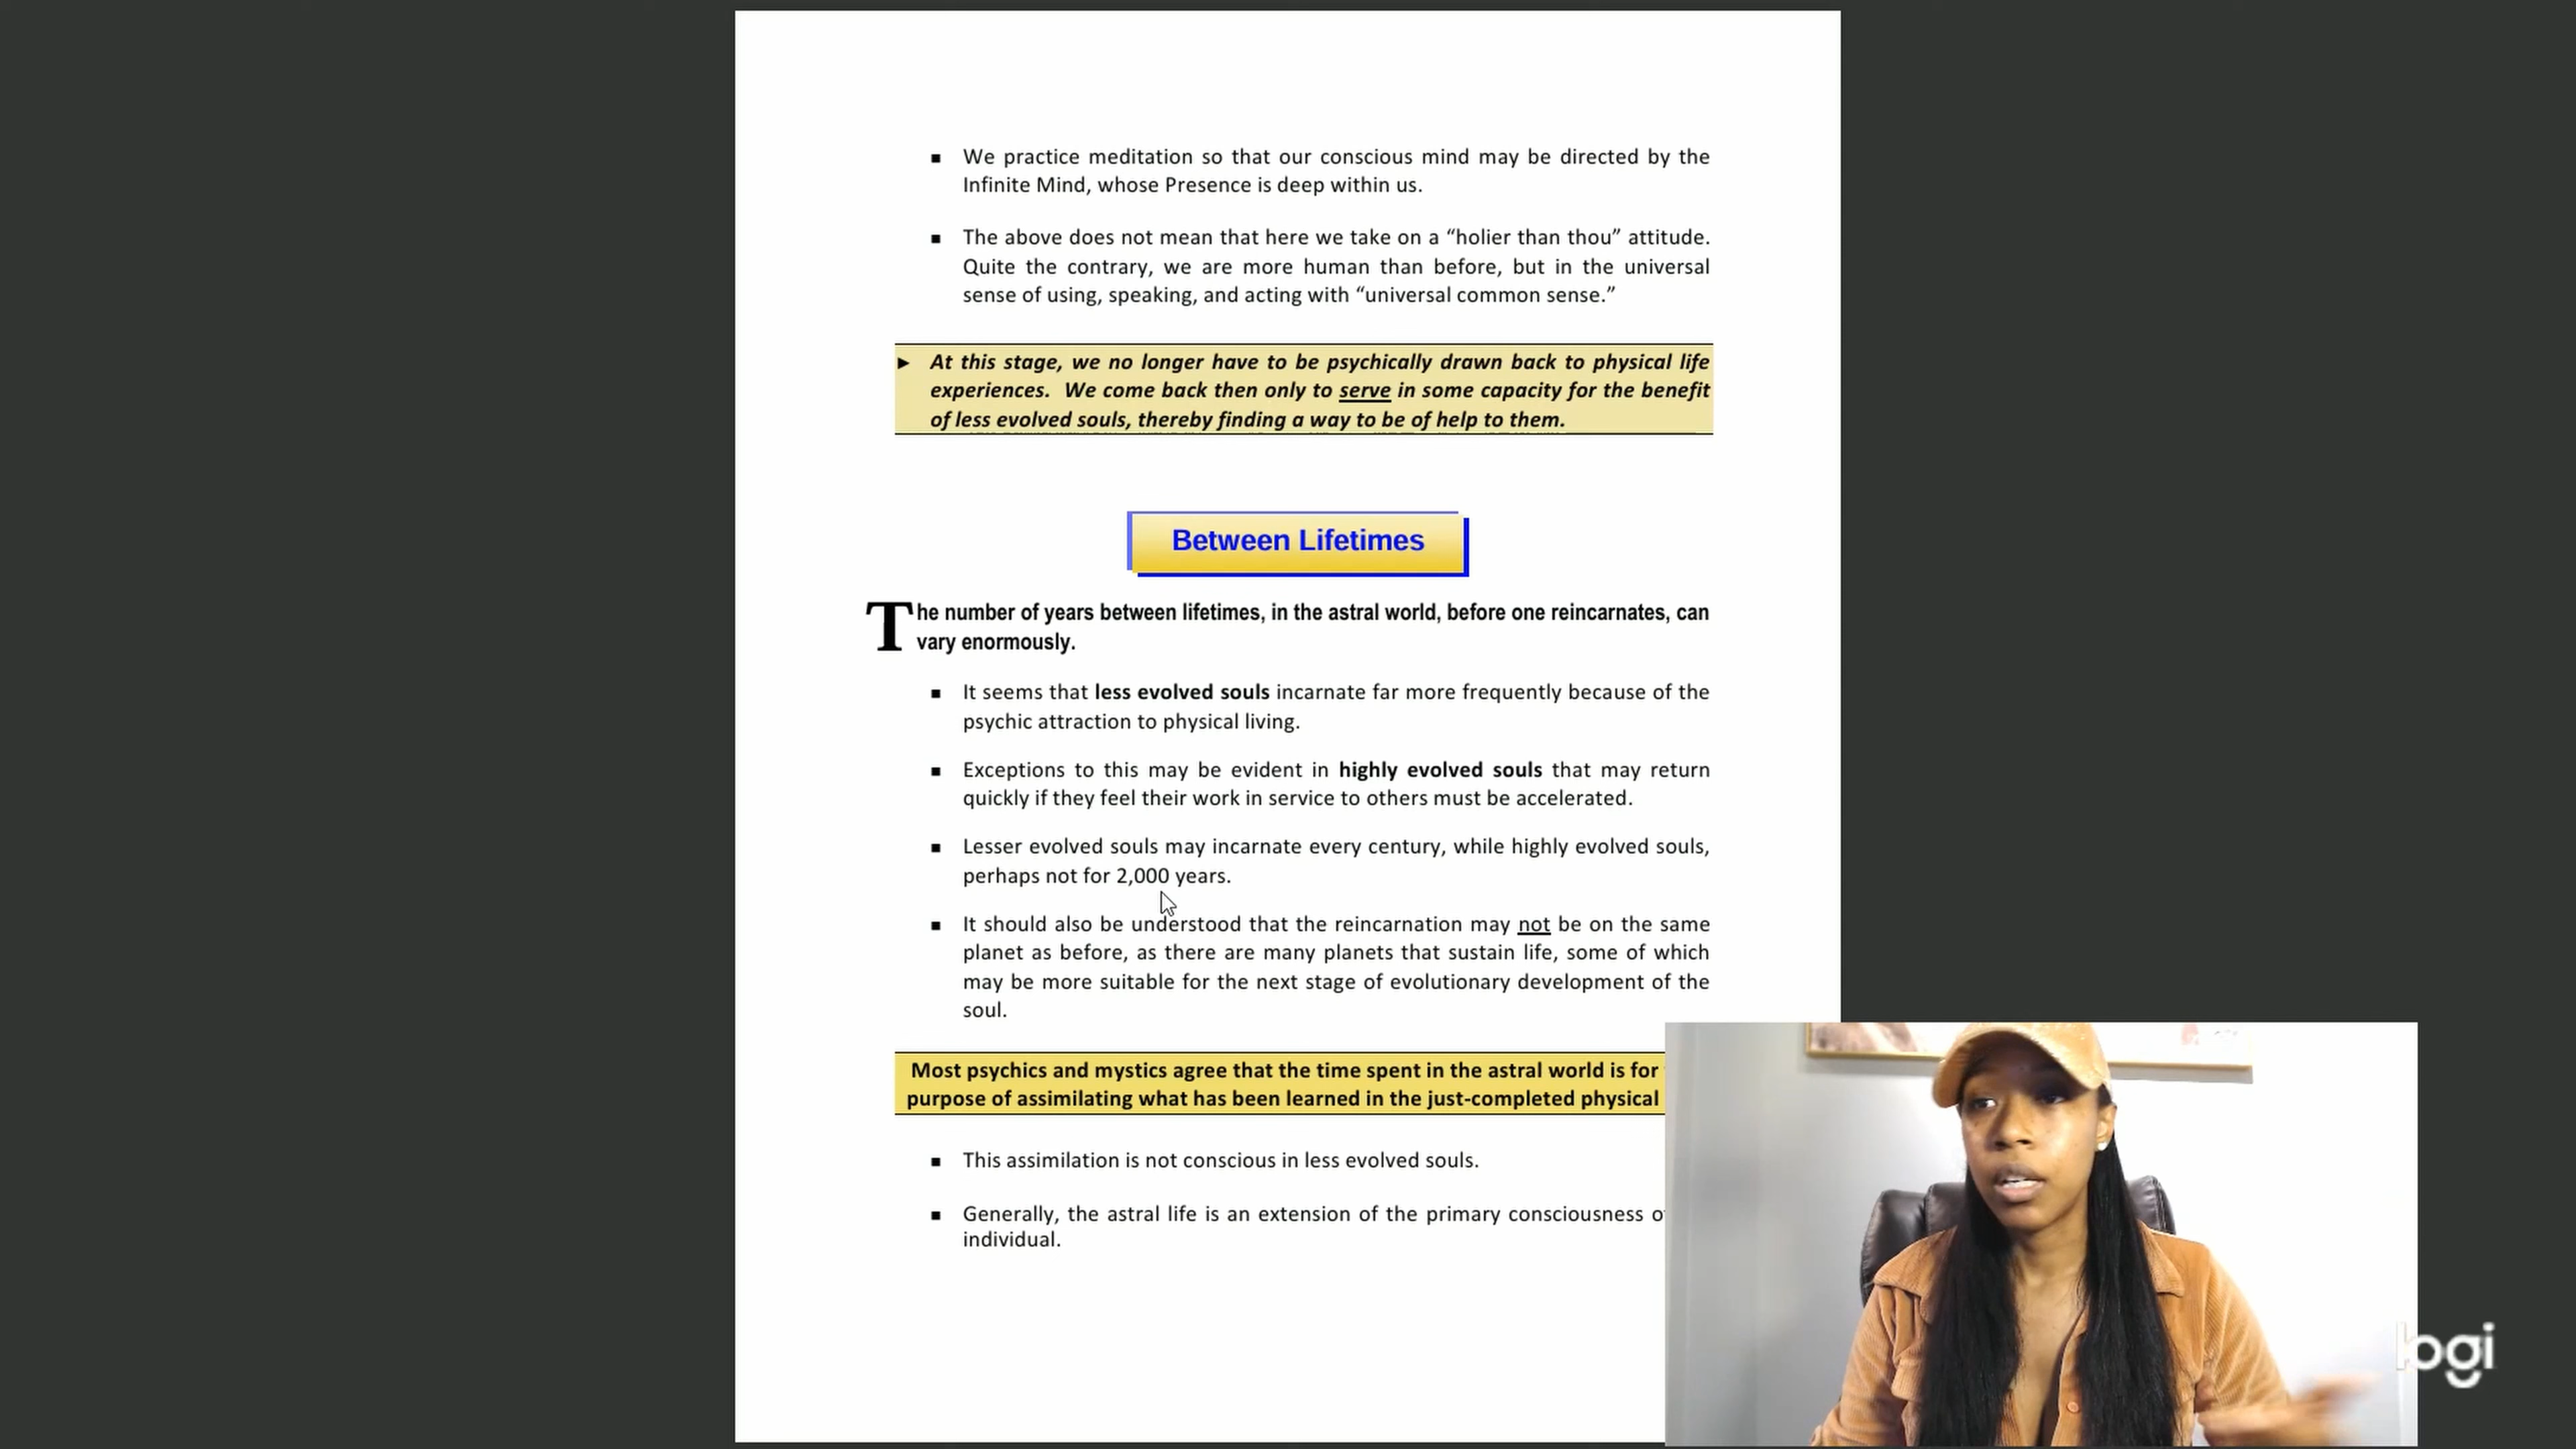 We practice meditation so that our conscious mind may be directed by the
Infinite Mind, whose Presence is deep within us.
The above does not mean that here we take on a “holier than thou” attitude.
Quite the contrary, we are more human than before, but in the universal
sense of using, speaking, and acting with “universal common sense.”
► At this stage, we no longer have to be psychically drawn back to physical life
experiences. We come back then only to serve in some capacity for the benefit
of less evolved souls, thereby finding a way to be of help to them.
Between Lifetimes
The number of years between lifetimes, in the astral world, before one reincarnates, can
vary enormously.
It seems that less evolved souls incarnate far more frequently because of the
psychic attraction to physical living.
Exceptions to this may be evident in highly evolved souls that may return
quickly if they feel their work in service to others must be accelerated.
Lesser evolved souls may incarnate every century, while highly evolved souls,
perhaps not for 2,000 years.
It should also be understood that the reincarnation may not be on the same
planet as before, as there are many planets that sustain life, some of which
may be more suitable for the next stage of evolutionary development of the
soul.
Most psychics and mystics agree that the time spent in the astral world is for
purpose of assimilating what has been learned in the just-completed physical
This assimilation is not conscious in less evolved souls.
Generally, the astral life is an extension of the primary consciousness
individual.
logi